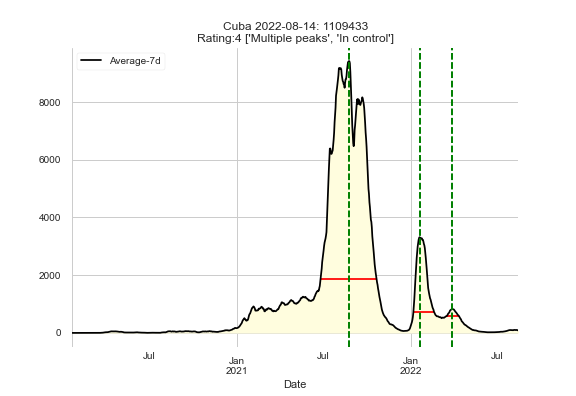 Cuba 2022-08-14: 1109433
Rating:4 ['Multiple peaks', 'In control']
Average-7d
8000
6000
4000
2000
0
Jul
Jan
2021
Jul
Jan
2022
Jul
Date